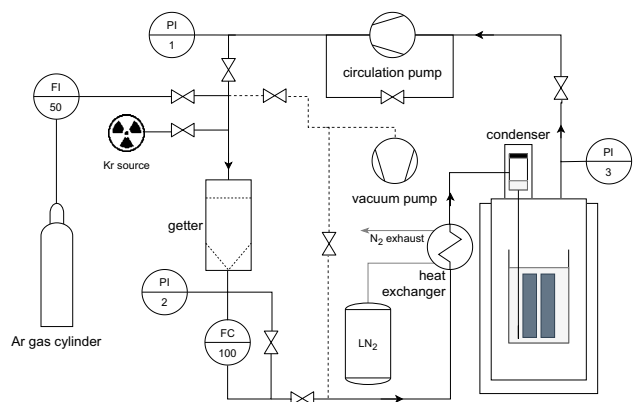 PI
1
circulation pump
FI
50
Kr source
condenser
PI
3
vacuum pump
getter
N2 exhaust
heat
exchanger
PI
2
LN2
FC
100
Ar gas cylinder